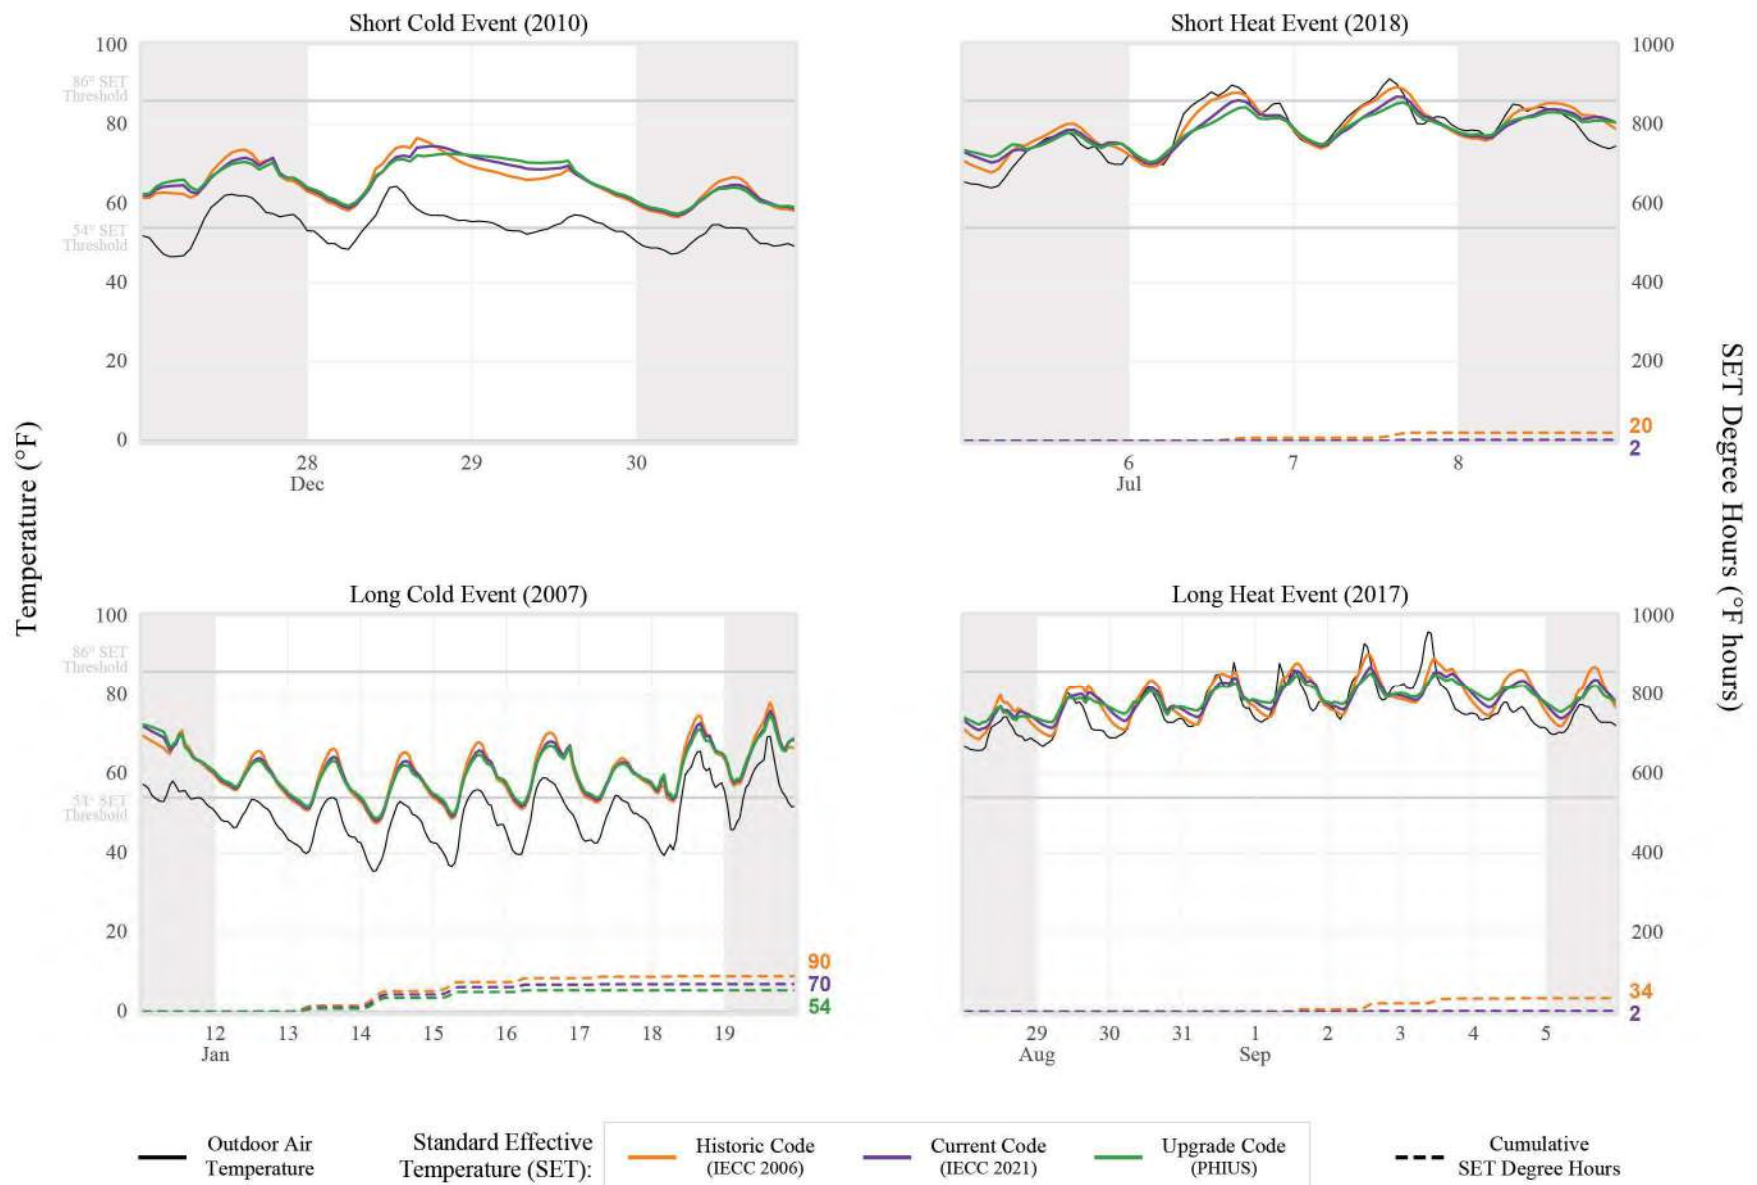 Short Cold Event (2010)
100
86° SET
Threshold
80
60
54° SET
Threshold
40
20
0
28
29
30
Dec
Short Heat Event (2018)
1000
800
600
400
200
20
2
6
7
8
Jul
Temperature (°F)
SET Degree Hours (°F hours)
Long Cold Event (2007)
100
86° SET
Threshold
80
60
54° SET
Threshold
40
20
0
90
70
54
12
13
14
15
16
17
18
19
Jan
Long Heat Event (2017)
1000
800
600
400
200
34
2
29
30
31
1
2
3
4
5
Aug
Sep
Outdoor Air
Temperature
Standard Effective
Temperature (SET):
Historic Code
(IECC 2006)
Current Code
(IECC 2021)
Upgrade Code
(PHIUS)
Cumulative
SET Degree Hours